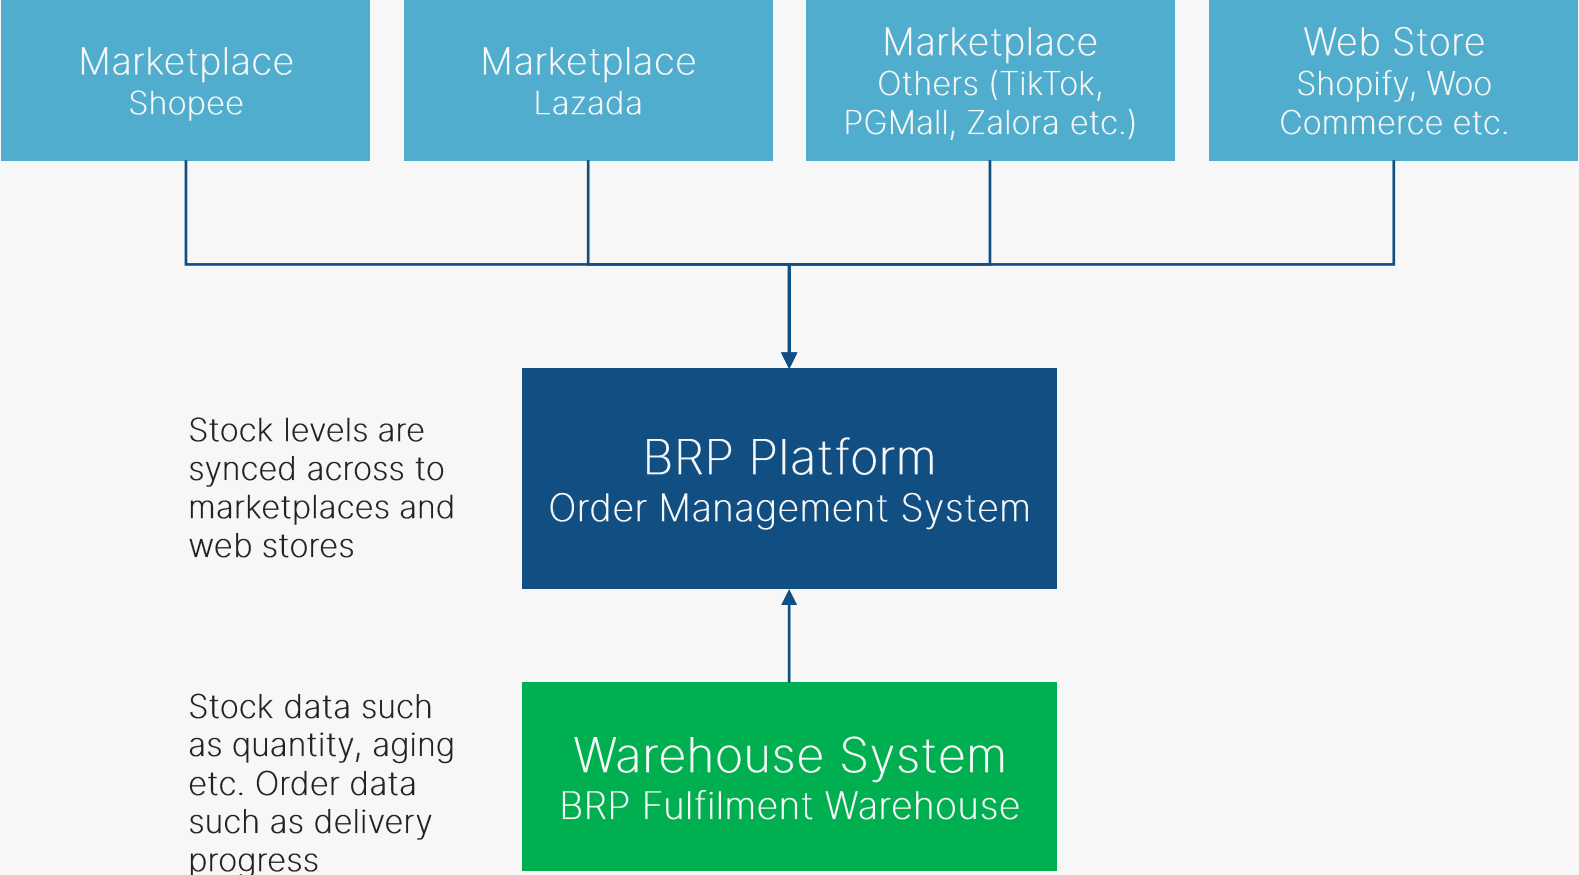 Marketplace
Shopee
Marketplace
Lazada
Marketplace
Others (TikTok,
PGMall, Zalora etc.)
Web Store
Shopify, Woo
Commerce etc.
Stock levels are
synced across to
marketplaces and
web stores
BRP Platform
Order Management System
Stock data such
as quantity, aging
etc. Order data
such as delivery
progress
Warehouse System
BRP Fulfilment Warehouse